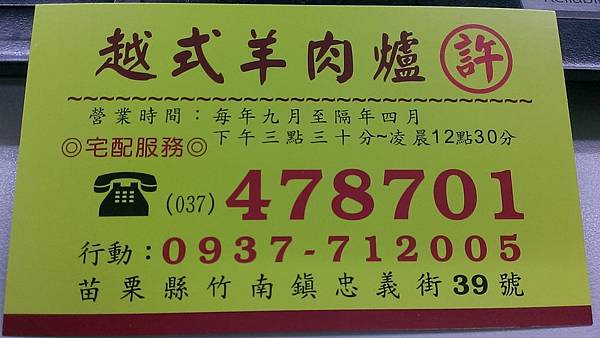 越式羊肉爐 許
營業時間：每年九月至隔年四月
下午三點三十分~凌晨12點30分
◎宅配服務◎
(037) 478701
行動：0937-712005
苗栗縣竹南鎮忠義街39號